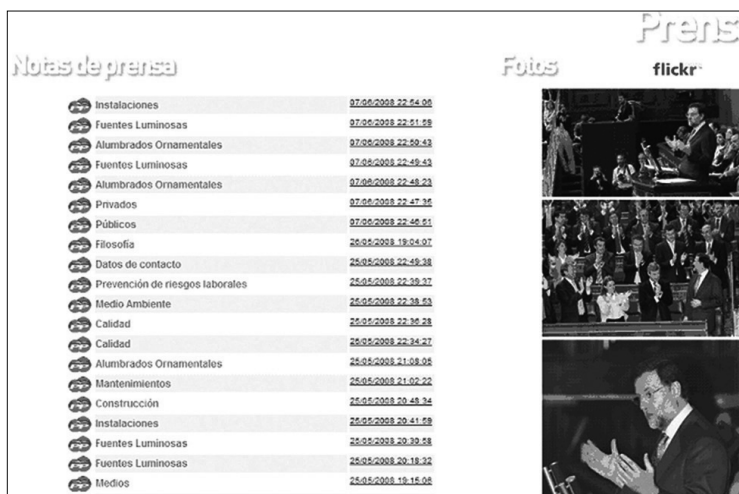 Prens
Notas de prensa
Fotos
flickr
Instalaciones 07/06/2008 22:54:06
Fuentes Luminosas 07/06/2008 22:51:59
Alumbrados Ornamentales 07/06/2008 22:50:43
Fuentes Luminosas 07/06/2008 22:49:43
Alumbrados Ornamentales 07/06/2008 22:48:23
Privados 07/06/2008 22:47:36
Públicos 07/06/2008 22:46:51
Filosofía 26/05/2008 19:04:07
Datos de contacto 25/05/2008 22:49:38
Prevención de riesgos laborales 25/05/2008 22:39:37
Medio Ambiente 25/05/2008 22:38:53
Calidad 25/05/2008 22:36:28
Calidad 25/05/2008 22:34:27
Alumbrados Ornamentales 25/05/2008 21:08:05
Mantenimientos 25/05/2008 21:02:22
Construcción 25/05/2008 20:48:34
Instalaciones 25/05/2008 20:41:59
Fuentes Luminosas 25/05/2008 20:30:58
Fuentes Luminosas 25/05/2008 20:18:32
Medios 25/05/2008 19:15:06